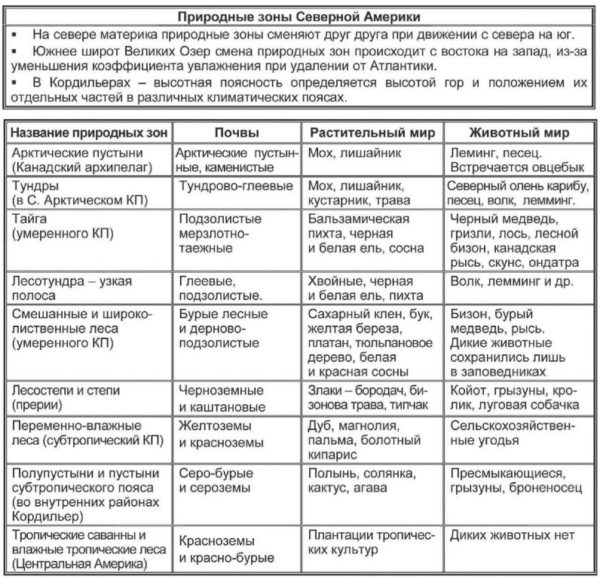 Природные зоны Северной Америки
▪ На севере материка природные зоны сменяют друг друга при движении с севера на юг.
▪ Южнее широт Великих Озер смена природных зон происходит с востока на запад, из-за
уменьшения коэффициента увлажнения при удалении от Атлантики.
▪ В Кордильерах – высотная поясность определяется высотой гор и положением их
отдельных частей в различных климатических поясах.
Название природных зон
Почвы
Растительный мир
Животный мир
Арктические пустыни
(Канадский архипелаг)
Арктические пустын-
ные, каменистые
Мох, лишайник
Леминг, песец.
Встречается овцебык
Тундры
(в С. Арктическом КП)
Тундрово-глеевые
Мох, лишайник,
кустарник, трава
Северный олень карибу,
песец, волк, лемминг.
Тайга
(умеренного КП)
Подзолистые
мерзлотно-
таежные
Бальзамическая
пихта, черная
и белая ель, сосна
Черный медведь,
гризли, лось, лесной
бизон, канадская
рысь, скунс, ондатра
Лесотундра – узкая
полоса
Глеевые,
подзолистые.
Хвойные, черная
и белая ель, пихта
Волк, лемминг и др.
Смешанные и широко-
лиственные леса
(умеренного КП)
Бурые лесные
и дерново-
подзолистые
Сахарный клен, бук,
желтая береза,
платан, тюльпановое
дерево, белая
и красная сосны
Бизон, бурый
медведь, рысь.
Дикие животные
сохранились лишь
в заповедниках
Лесостепи и степи
(прерии)
Черноземные
и каштановые
Злаки – бородач, би-
зонова трава, типчак
Койот, грызуны, кро-
лик, луговая собачка
Переменно-влажные
леса (субтропический КП)
Желтоземы
и красноземы
Дуб, магнолия,
пальма, болотный
кипарис
Сельскохозяйствен-
ные угодья
Полупустыни и пустыни
субтропического пояса
(во внутренних районах
Кордильер)
Серо-бурые
и сероземы
Полынь, солянка,
кактус, агава
Пресмыкающиеся,
грызуны, броненосец
Тропические саванны и
влажные тропические леса
(Центральная Америка)
Красноземы
и красно-бурые
Плантации тропичес-
ких культур
Диких животных нет